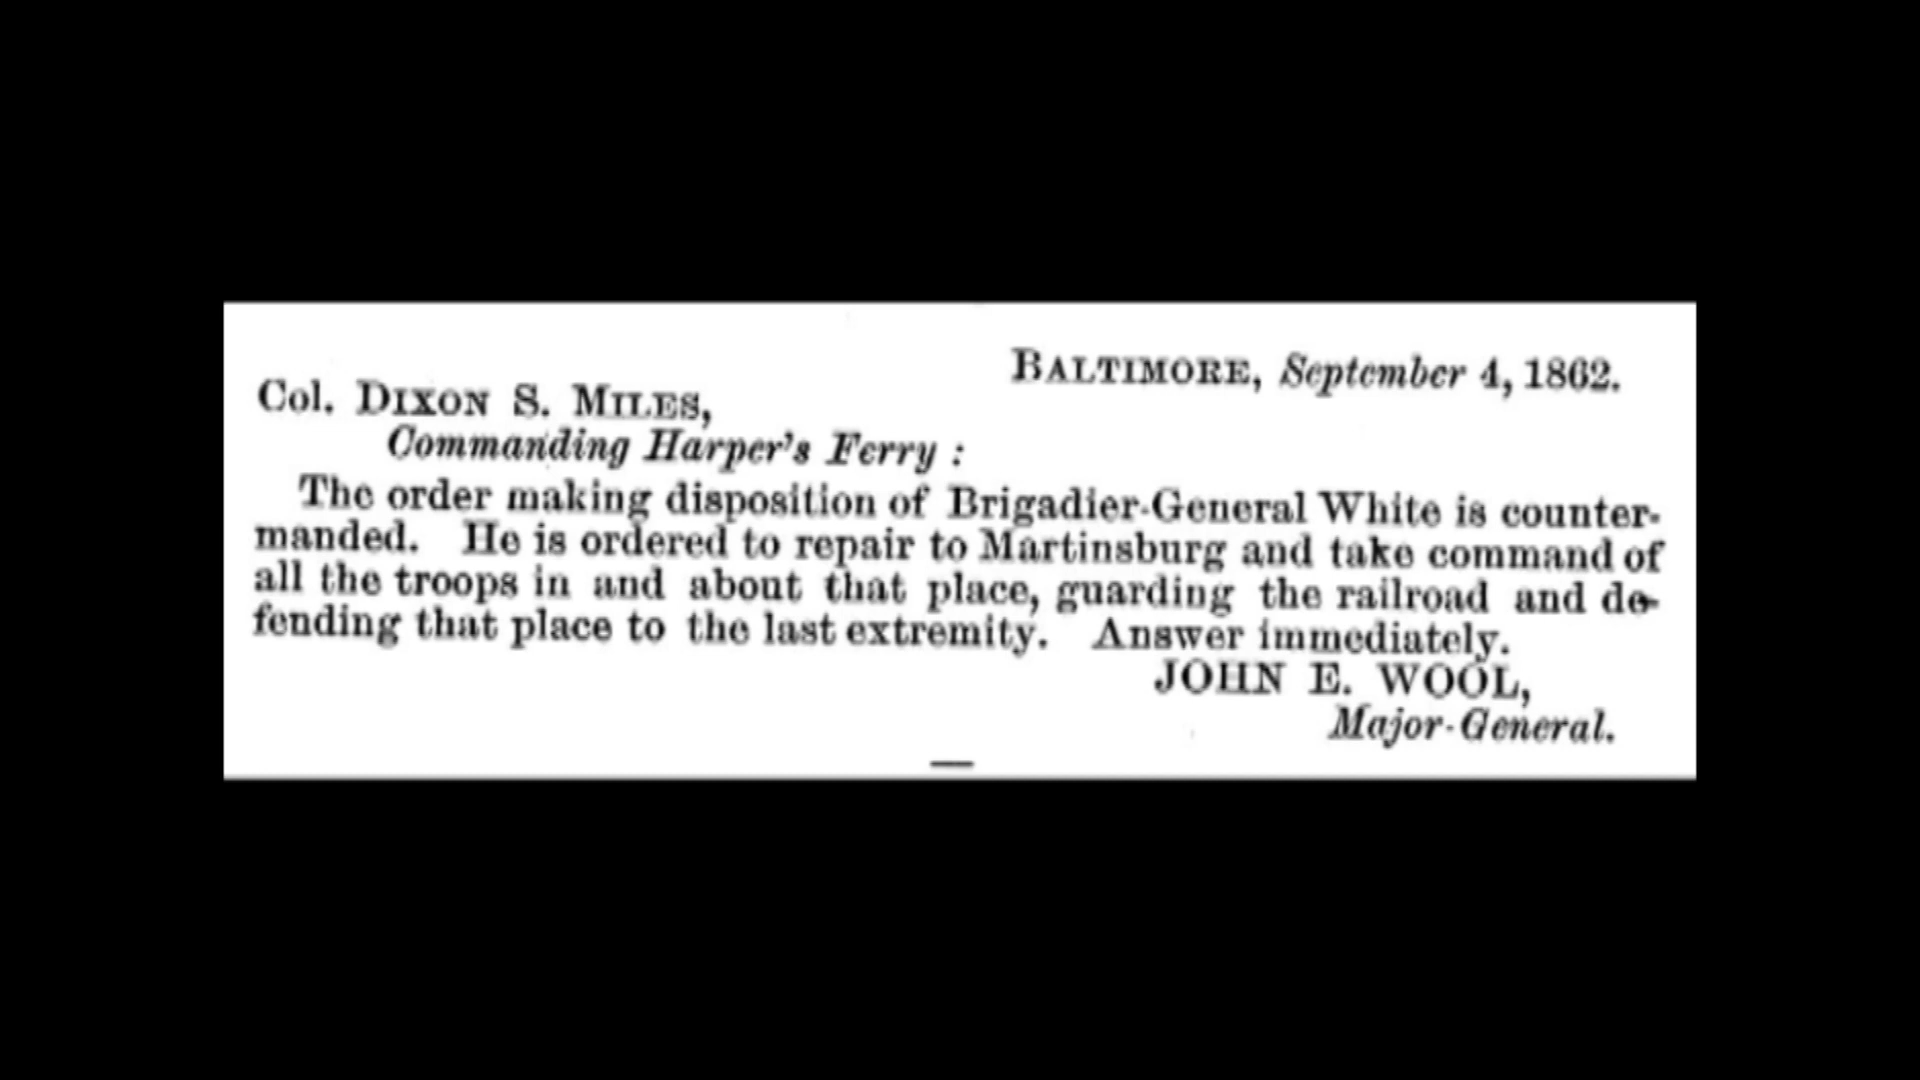 BALTIMORE, September 4, 1862.
Col. DIXON S. MILES,
Commanding Harper's Ferry :
The order making disposition of Brigadier-General White is counter-
manded. He is ordered to repair to Martinsburg and take command of
all the troops in and about that place, guarding the railroad and de-
fending that place to the last extremity. Answer immediately.
JOHN E. WOOL,
Major-General.